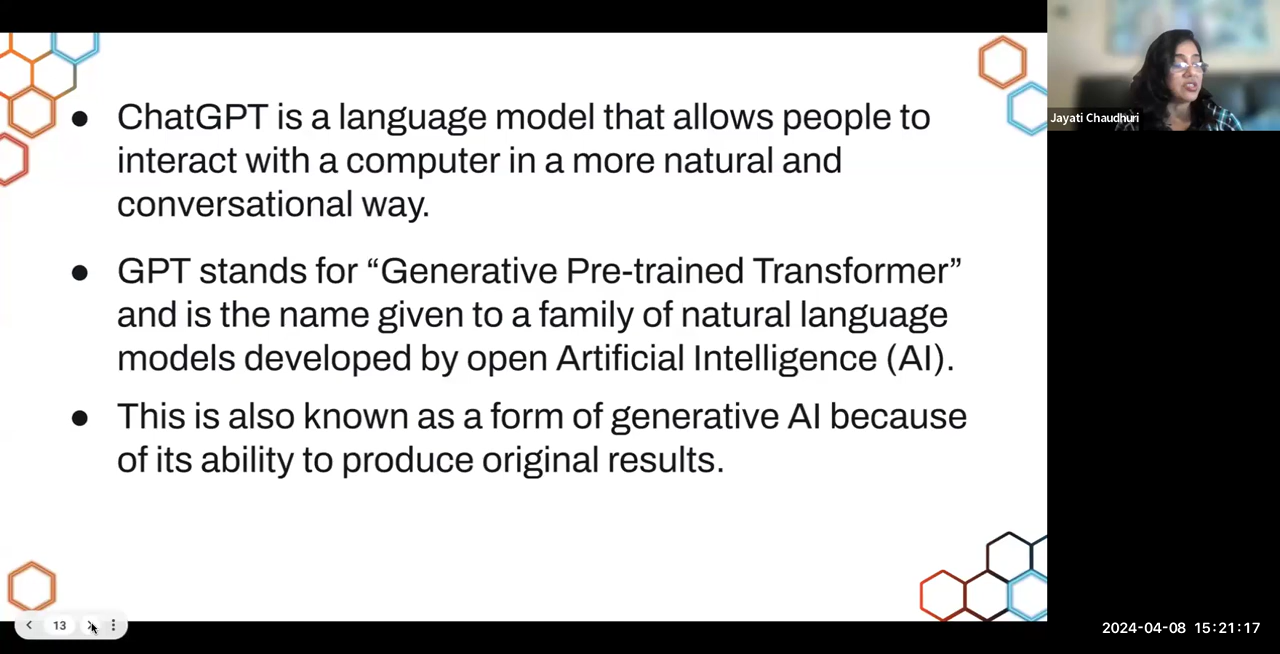 ChatGPT is a language model that allows people to
interact with a computer in a more natural and
conversational way.
GPT stands for “Generative Pre-trained Transformer”
and is the name given to a family of natural language
models developed by open Artificial Intelligence (AI).
This is also known as a form of generative AI because
of its ability to produce original results.
Jayati Chaudhuri
13
2024-04-08 15:21:17